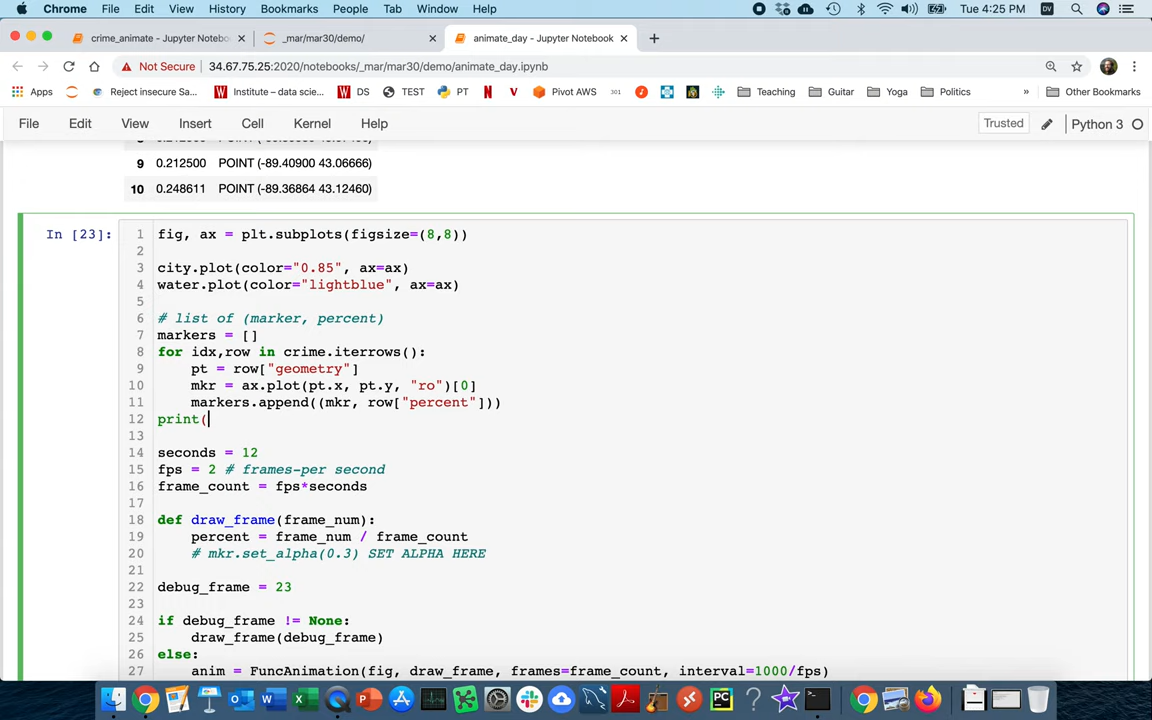 Chrome File Edit View History Bookmarks People Tab Window Help Tue 4:25 PM DV
crime_animate - Jupyter Notebo _mar/mar30/demo/ animate_day - Jupyter Notebook
Not Secure 34.67.75.25:2020/notebooks/_mar/mar30/demo/animate_day.ipynb
Apps Reject insecure Sa... Institute – data scie... DS TEST PT Pivot AWS Teaching Guitar Yoga Politics » Other Bookmarks
File Edit View Insert Cell Kernel Help Trusted Python 3
9 0.212500 POINT (-89.40900 43.06666)
10 0.248611 POINT (-89.36864 43.12460)
In [23]:
1 fig, ax = plt.subplots(figsize=(8,8))
2
3 city.plot(color="0.85", ax=ax)
4 water.plot(color="lightblue", ax=ax)
5
6 # list of (marker, percent)
7 markers = []
8 for idx,row in crime.iterrows():
9 pt = row["geometry"]
10 mkr = ax.plot(pt.x, pt.y, "ro")[0]
11 markers.append((mkr, row["percent"]))
12 print(
13
14 seconds = 12
15 fps = 2 # frames-per second
16 frame_count = fps*seconds
17
18 def draw_frame(frame_num):
19 percent = frame_num / frame_count
20 # mkr.set_alpha(0.3) SET ALPHA HERE
21
22 debug_frame = 23
23
24 if debug_frame != None:
25 draw_frame(debug_frame)
26 else:
27 anim = FuncAnimation(fig, draw_frame, frames=frame_count, interval=1000/fps)